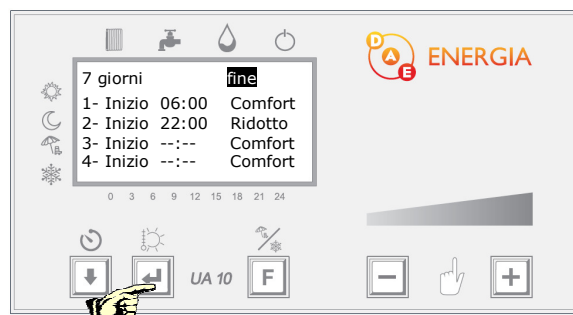 DAE ENERGIA
7 giorni fine
1- Inizio 06:00 Comfort
2- Inizio 22:00 Ridotto
3- Inizio --:-- Comfort
4- Inizio --:-- Comfort
0 3 6 9 12 15 18 21 24
UA 10 F
- +